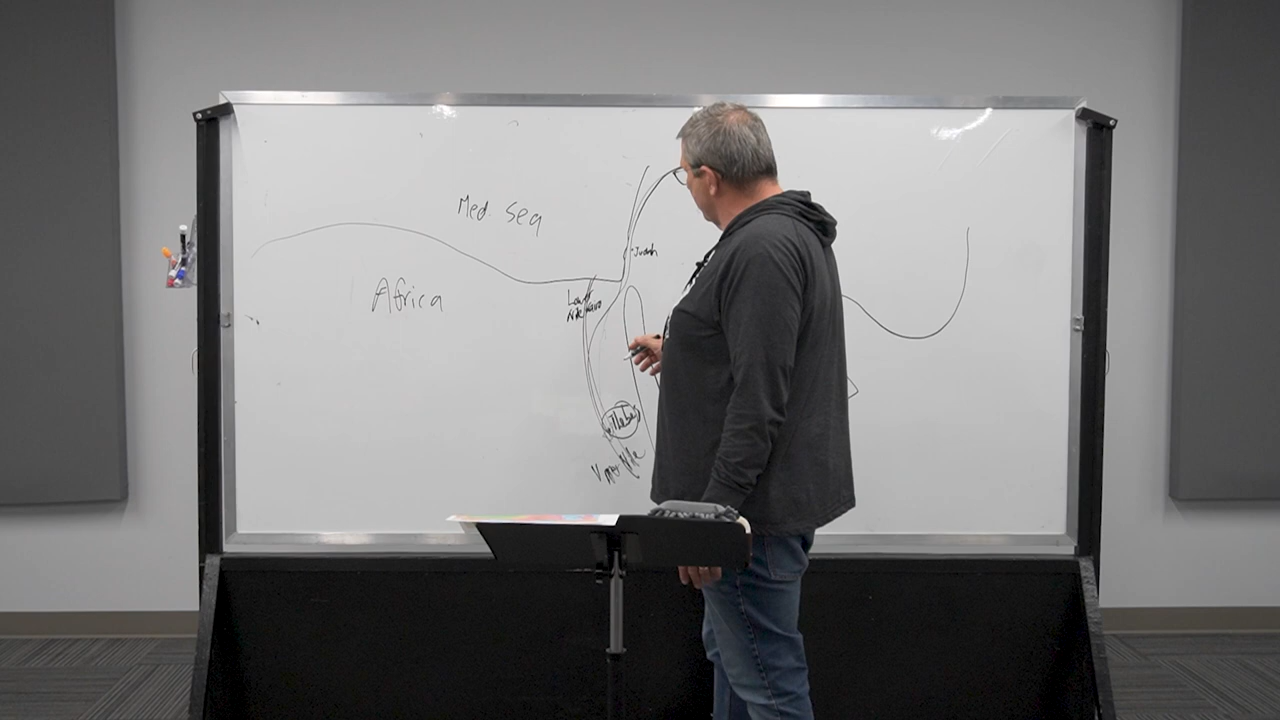 Med. Sea
Judah
Africa
Lower
Nile
Thebes
Upper Nile